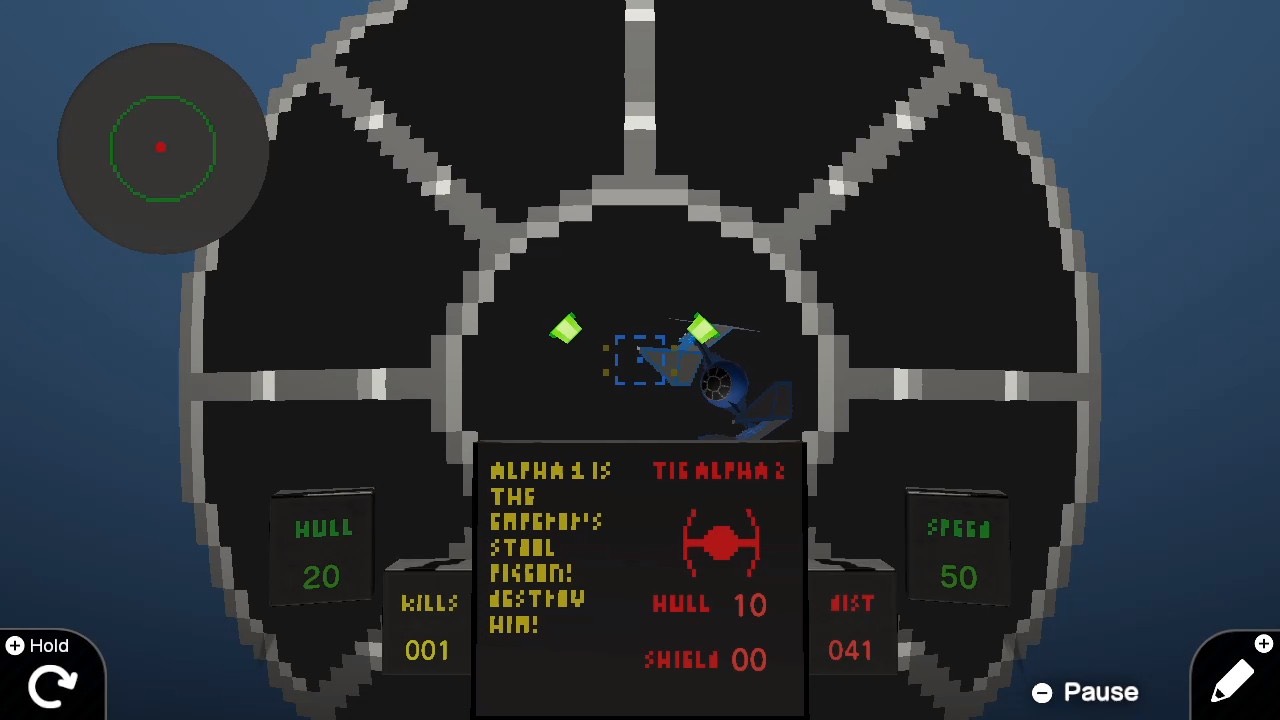 ALPHA 1 IS
THE
EMPEROR'S
STOOL
PIGEON!
DESTROY
HIM!
TIE ALPHA 2
HULL 10
SHIELD 00
HULL
20
KILLS
001
DIST
041
SPEED
50
Hold
Pause